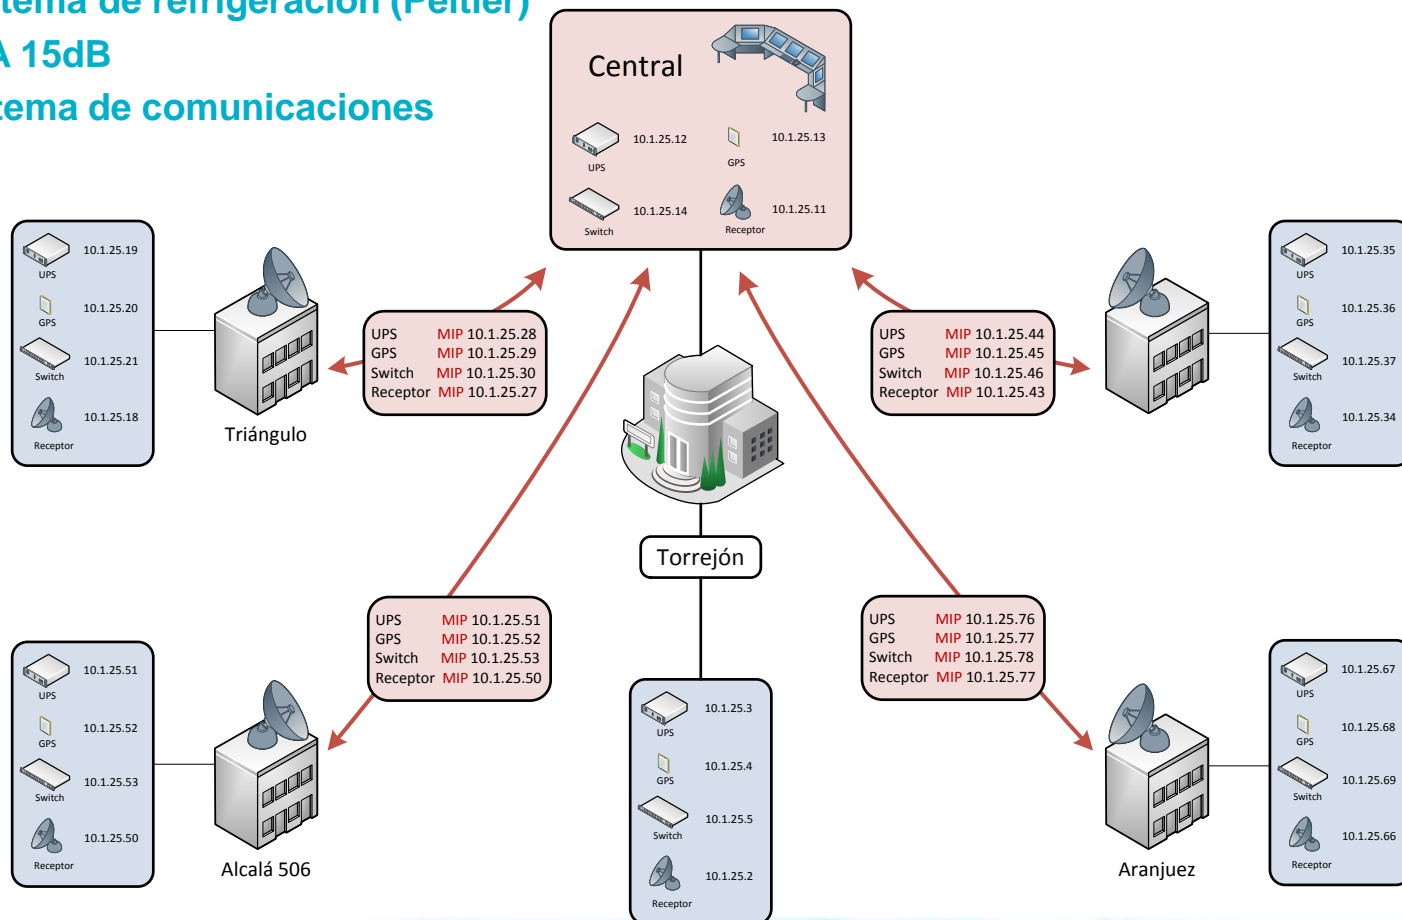 tema de refrigeración (Peltier)
A 15dB
tema de comunicaciones
Central
10.1.25.12
UPS
10.1.25.13
GPS
10.1.25.14
Switch
10.1.25.11
Receptor
10.1.25.19
UPS
10.1.25.20
GPS
10.1.25.21
Switch
10.1.25.18
Receptor
Triángulo
UPS MIP 10.1.25.28
GPS MIP 10.1.25.29
Switch MIP 10.1.25.30
Receptor MIP 10.1.25.27
UPS MIP 10.1.25.44
GPS MIP 10.1.25.45
Switch MIP 10.1.25.46
Receptor MIP 10.1.25.43
10.1.25.35
UPS
10.1.25.36
GPS
10.1.25.37
Switch
10.1.25.34
Receptor
Torrejón
10.1.25.51
UPS
10.1.25.52
GPS
10.1.25.53
Switch
10.1.25.50
Receptor
Alcalá 506
UPS MIP 10.1.25.51
GPS MIP 10.1.25.52
Switch MIP 10.1.25.53
Receptor MIP 10.1.25.50
10.1.25.3
UPS
10.1.25.4
GPS
10.1.25.5
Switch
10.1.25.2
Receptor
UPS MIP 10.1.25.76
GPS MIP 10.1.25.77
Switch MIP 10.1.25.78
Receptor MIP 10.1.25.77
Aranjuez
10.1.25.67
UPS
10.1.25.68
GPS
10.1.25.69
Switch
10.1.25.66
Receptor